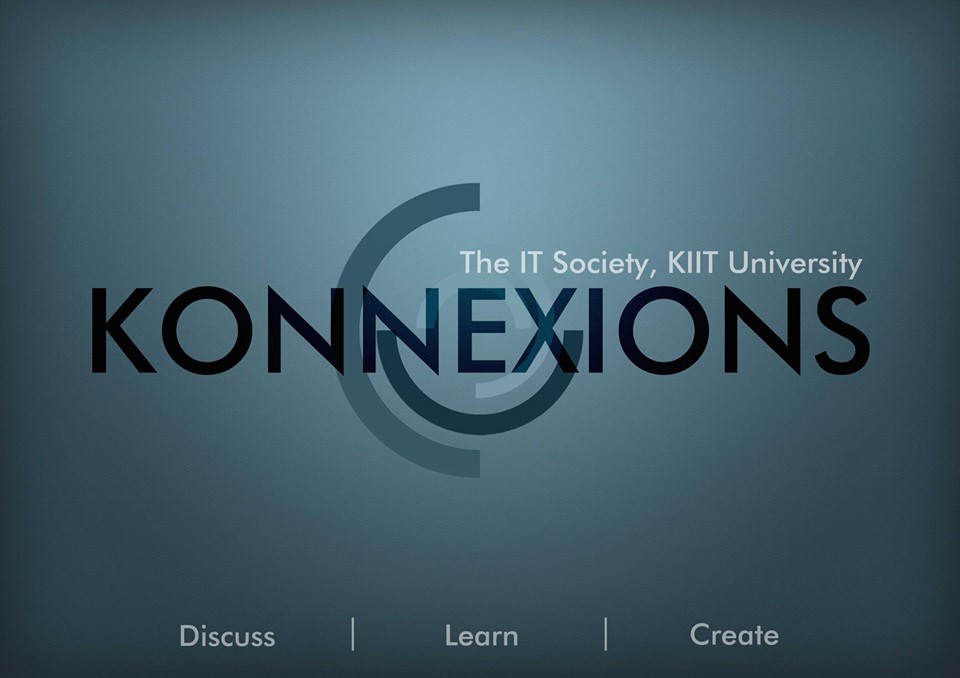 The IT Society, KIIT University
KONNEXIONS
Discuss | Learn | Create